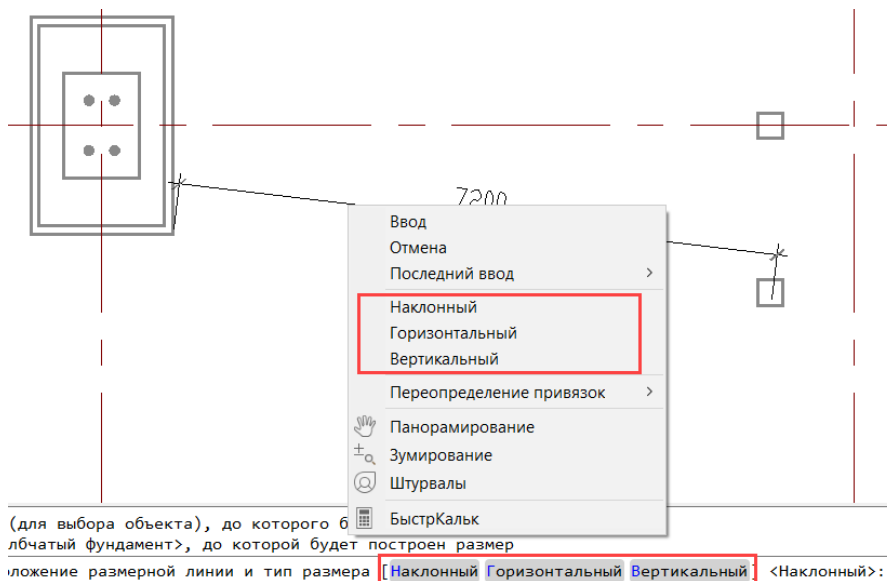 7200
Ввод
Отмена
Последний ввод
Наклонный
Горизонтальный
Вертикальный
Переопределение привязок
Панорамирование
Зумирование
Штурвалы
БыстрКальк
(для выбора объекта), до которого б
лбчатый фундамент>, до которой будет построен размер
оложение размерной линии и тип размера [Наклонный Горизонтальный Вертикальный] <Наклонный>: